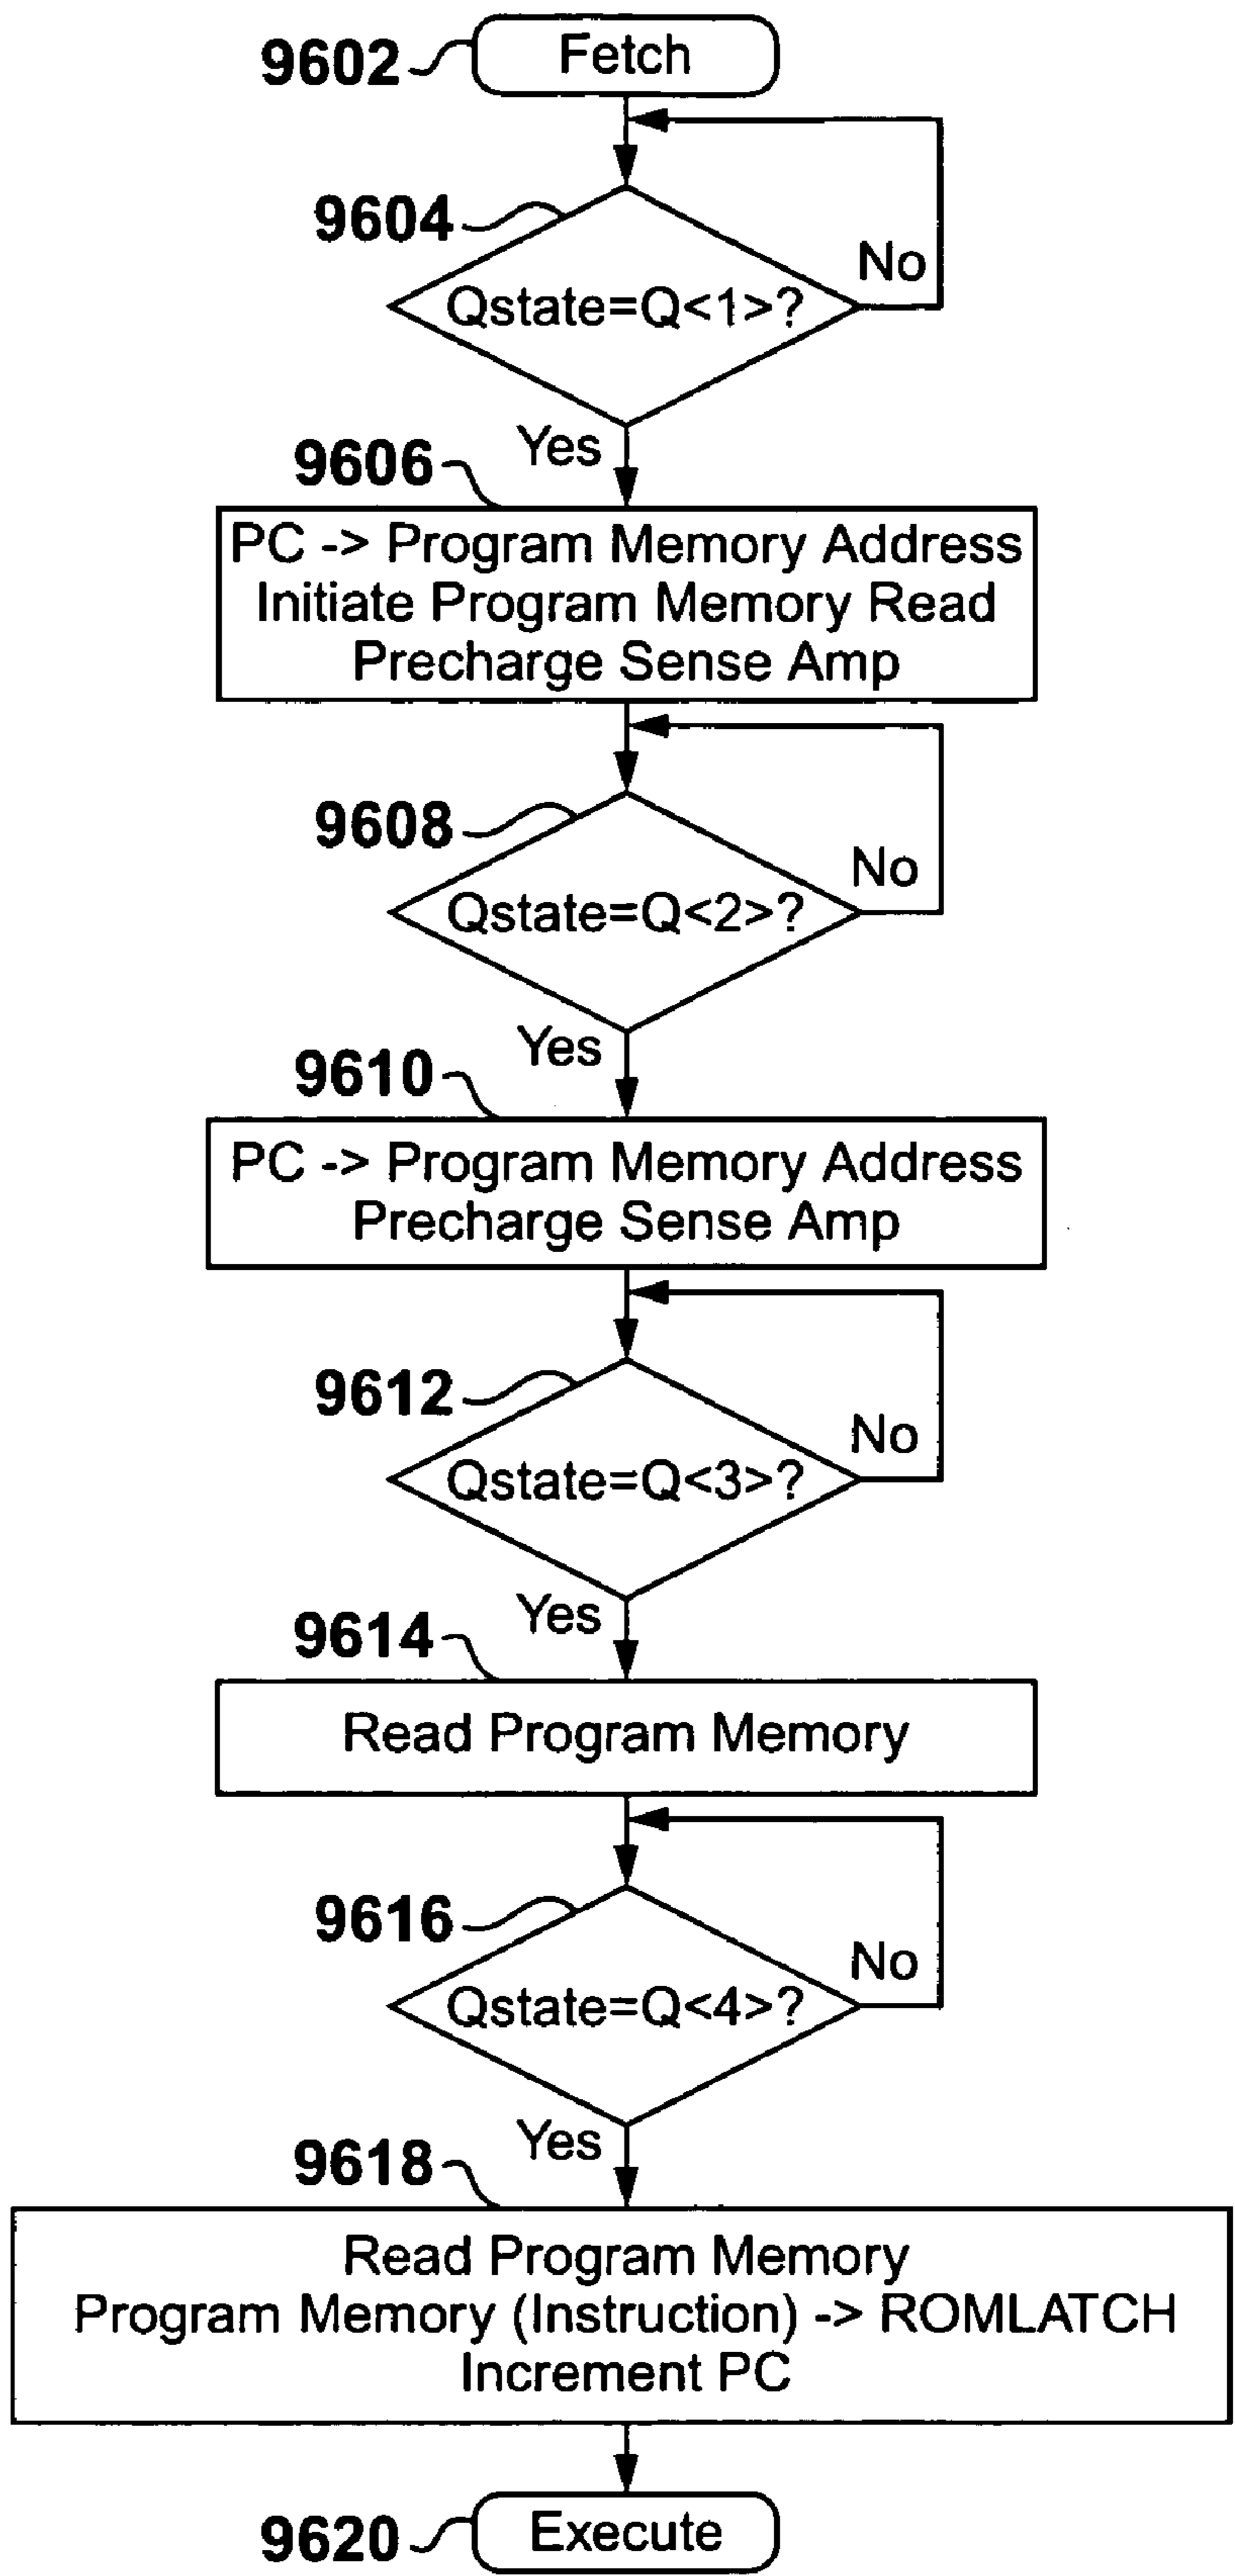 9602
Fetch
9604
No
Qstate=Q<1>?
Yes
9606
PC -> Program Memory Address
Initiate Program Memory Read
Precharge Sense Amp
9608
No
Qstate=Q<2>?
Yes
9610
PC -> Program Memory Address
Precharge Sense Amp
9612
No
Qstate=Q<3>?
Yes
9614
Read Program Memory
9616
No
Qstate=Q<4>?
Yes
9618
Read Program Memory
Program Memory (Instruction) -> ROMLATCH
Increment PC
9620
Execute